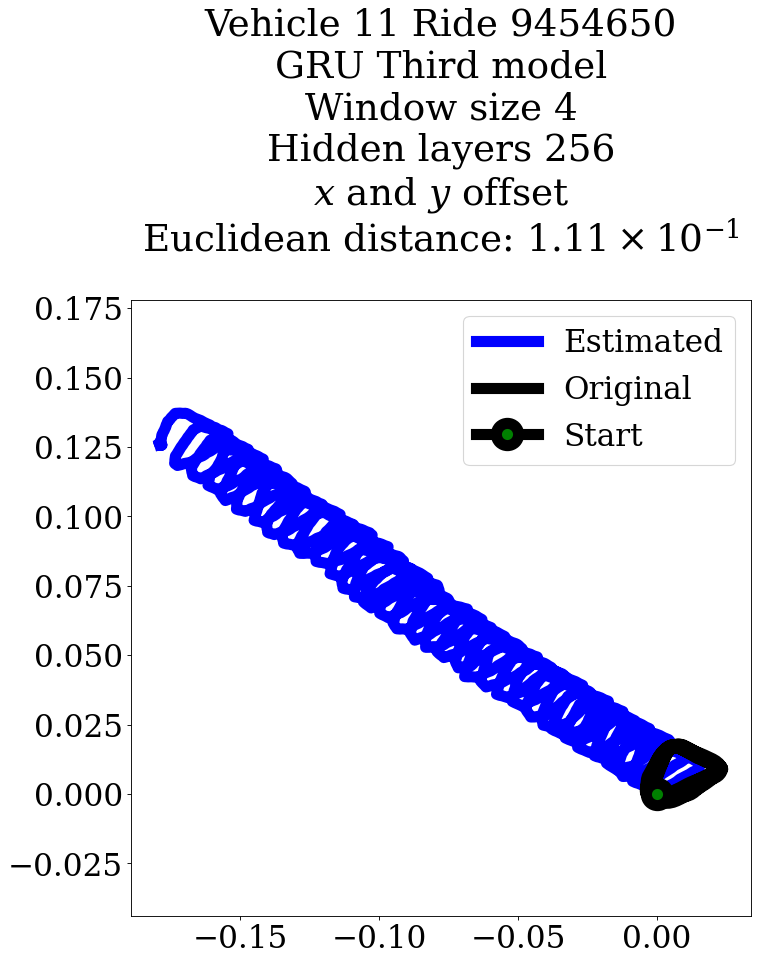 Vehicle 11 Ride 9454650
GRU Third model
Window size 4
Hidden layers 256
x and y offset
Euclidean distance: 1.11 × 10⁻¹
Estimated
Original
Start
0.175
0.150
0.125
0.100
0.075
0.050
0.025
0.000
−0.025
−0.15 −0.10 −0.05 0.00